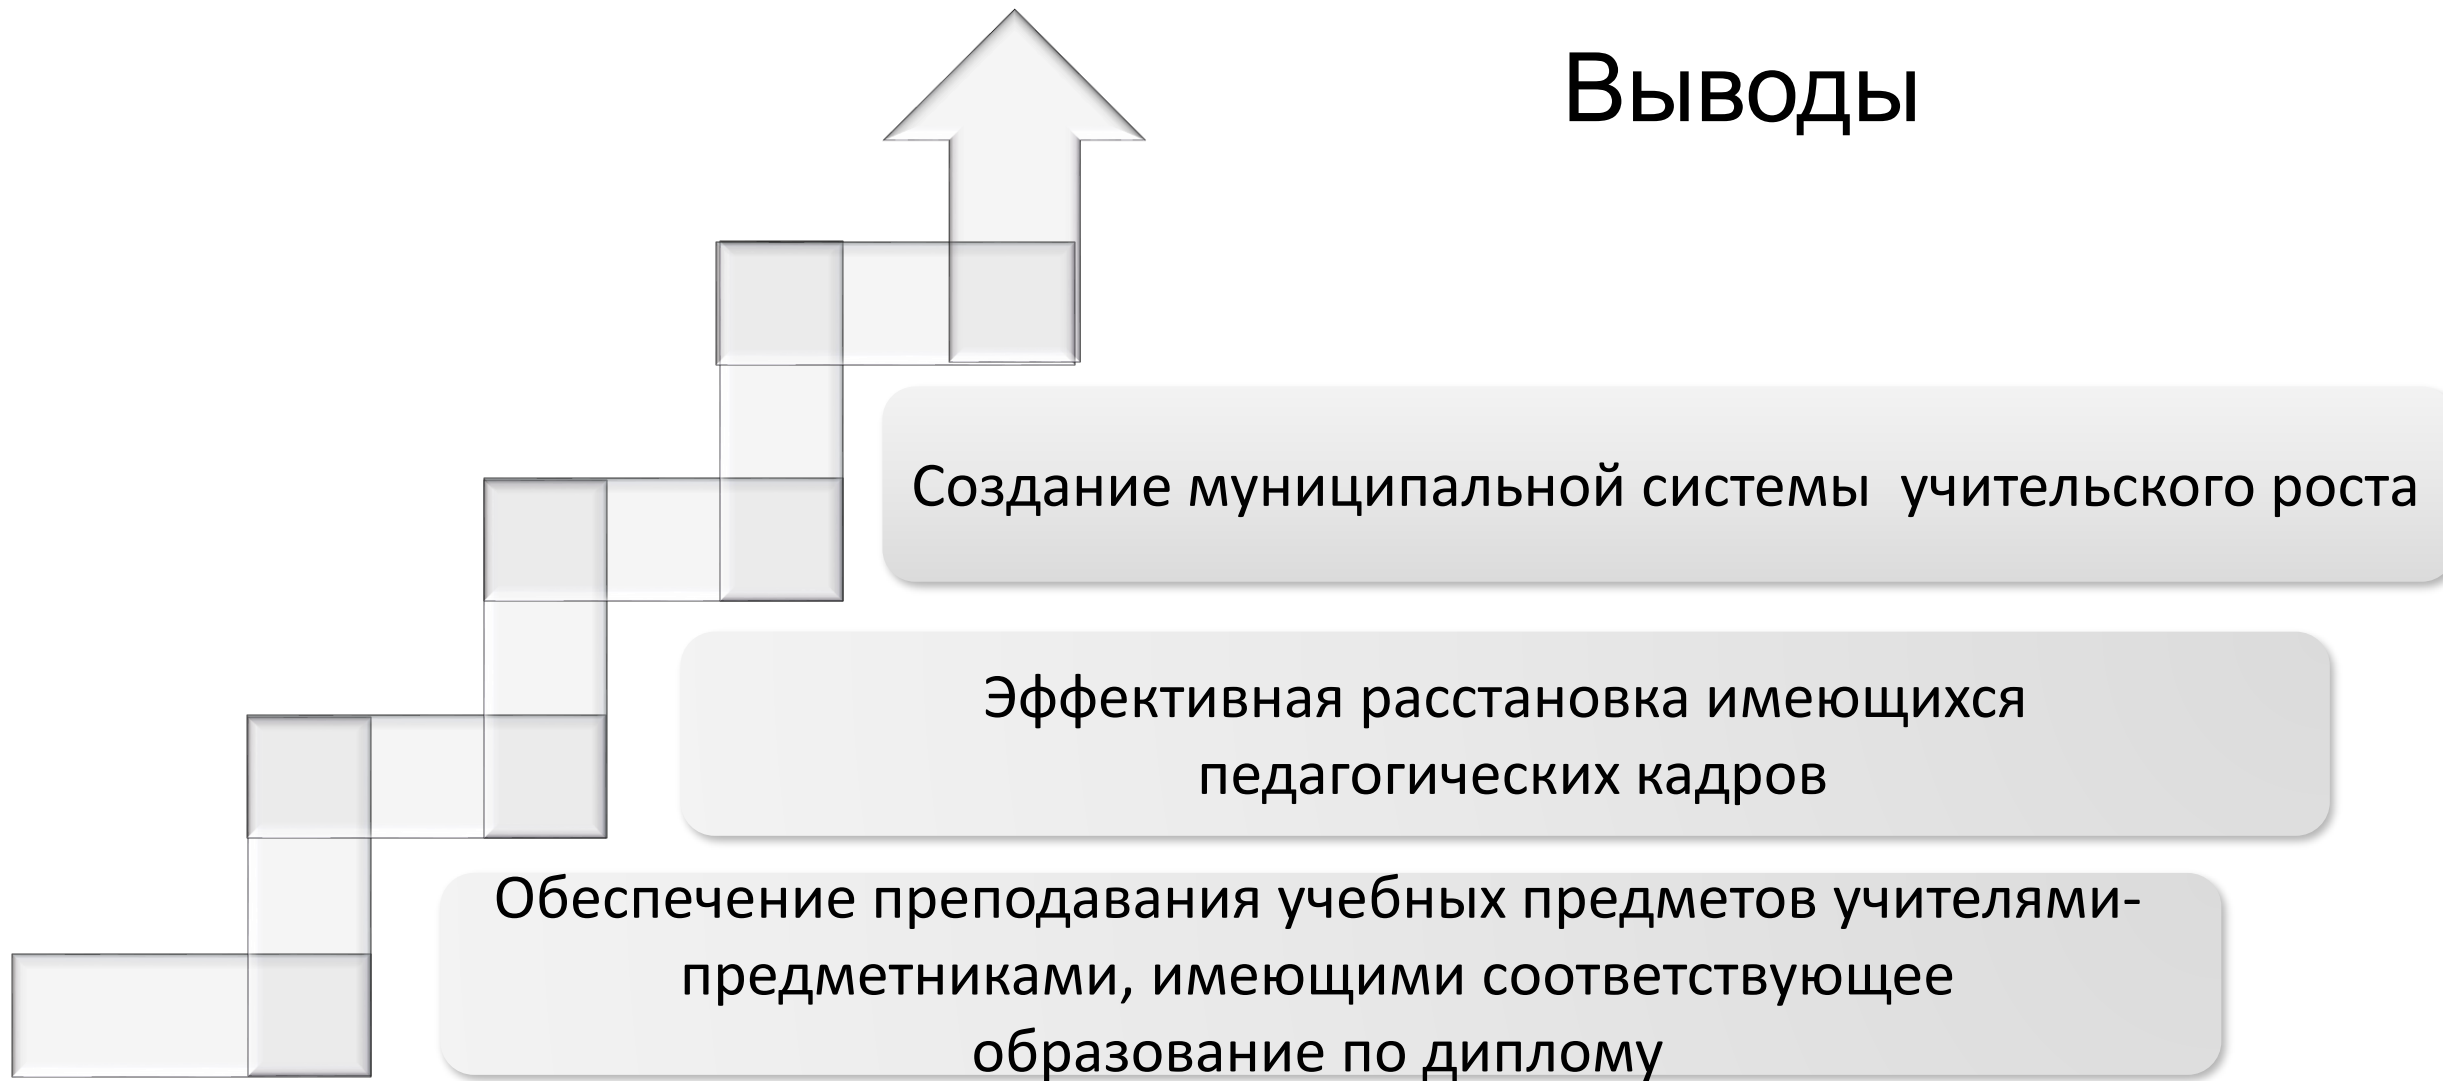 Выводы
Создание муниципальной системы  учительского роста
Эффективная расстановка имеющихся
педагогических кадров
Обеспечение преподавания учебных предметов учителями-
предметниками, имеющими соответствующее
образование по диплому